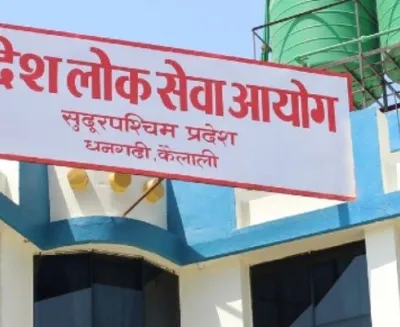 देश लोक सेवा आयोग
सुदूरपश्चिम प्रदेश
धनगढी, कैलाली